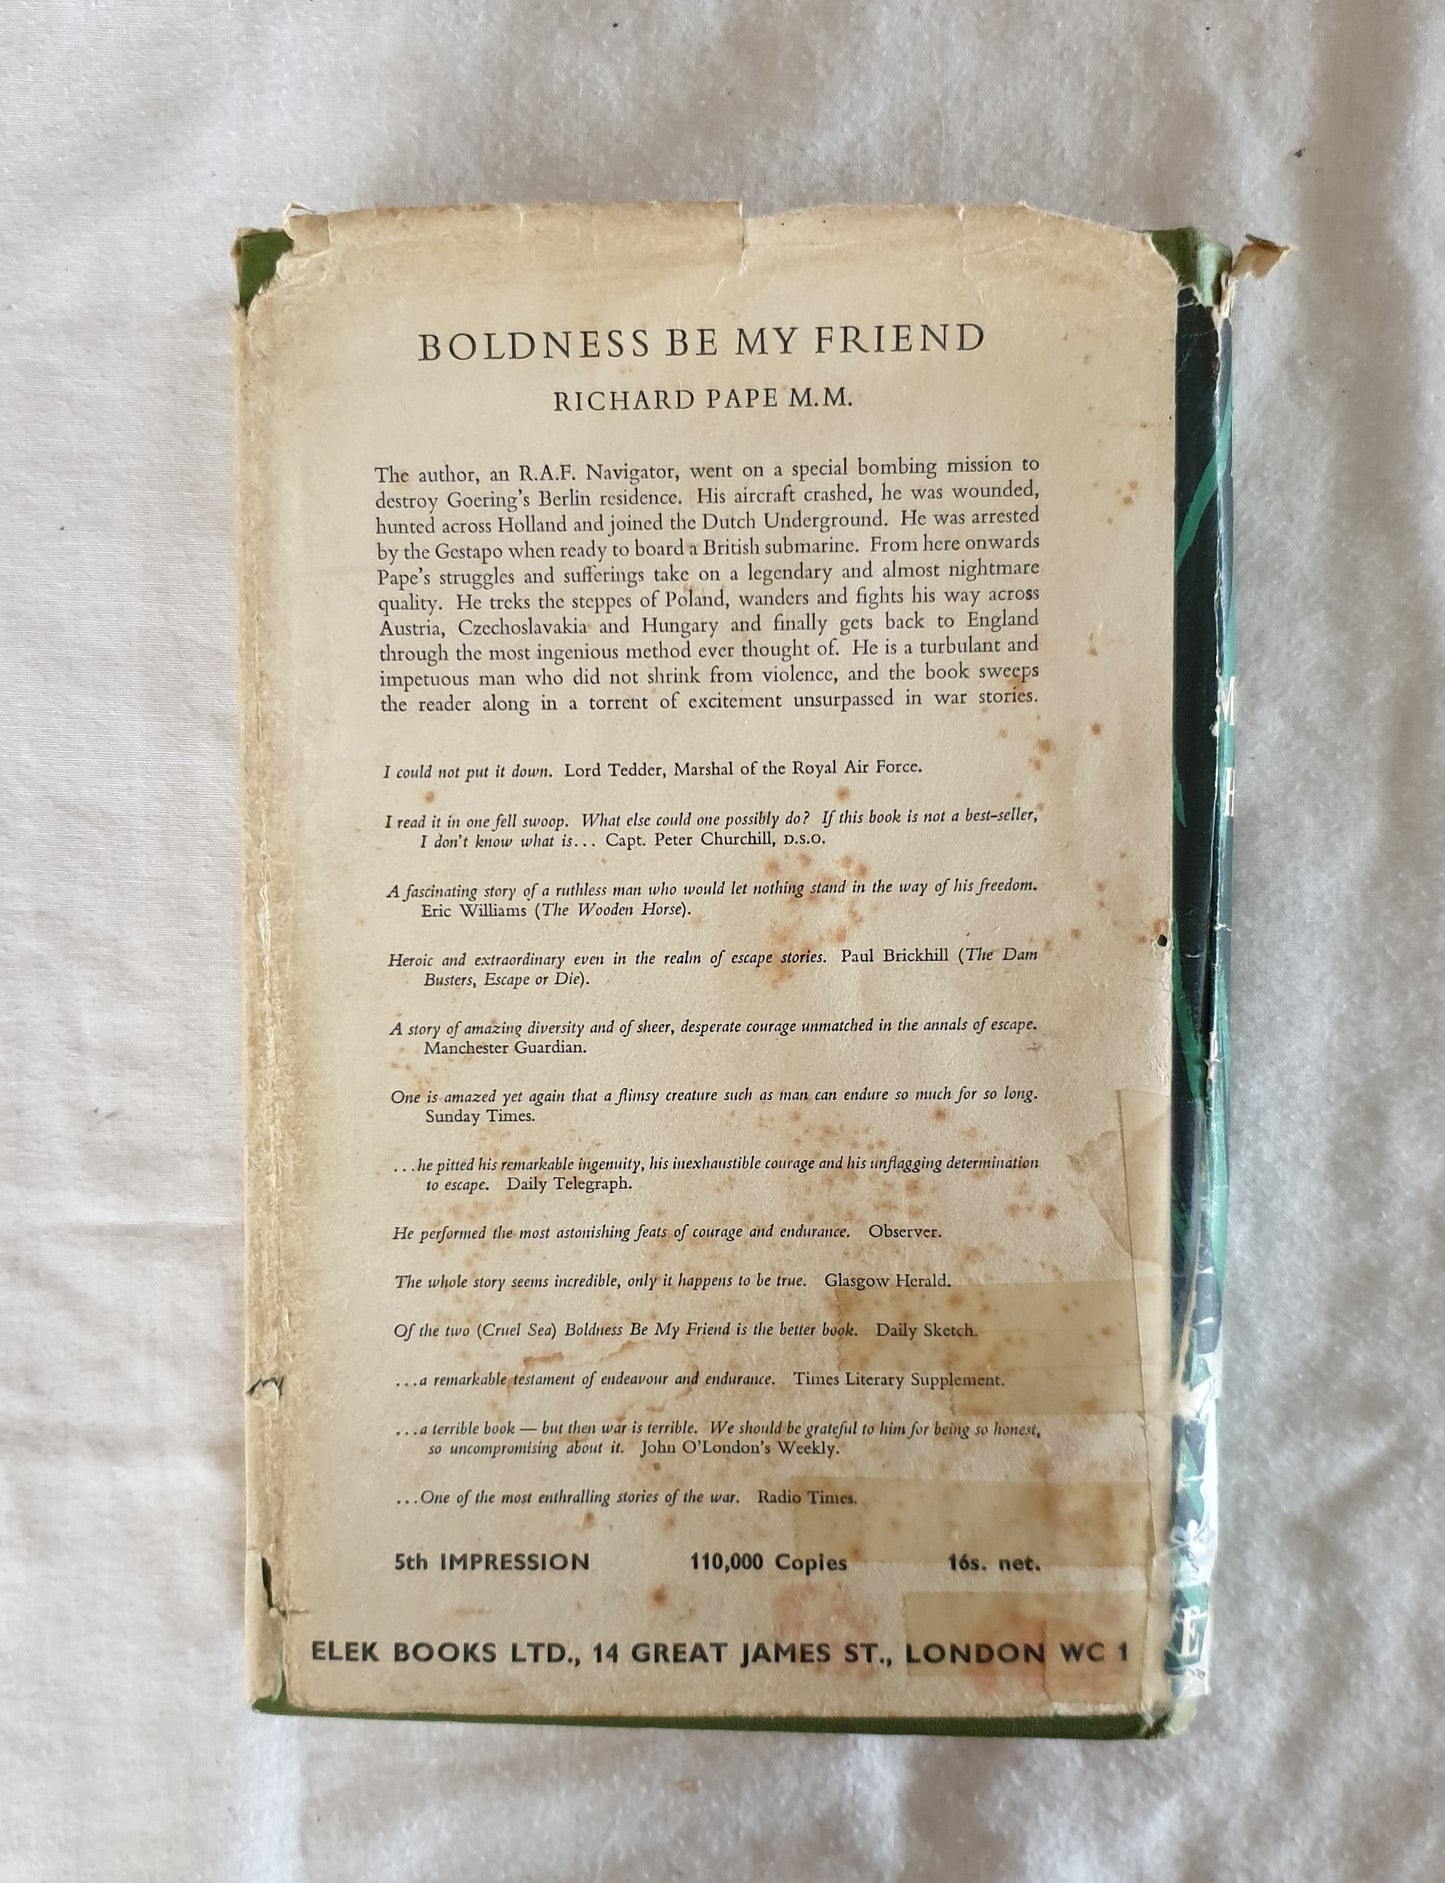 BOLDNESS BE MY FRIEND
RICHARD PAPE M.M.
The author, an R.A.F. Navigator, went on a special bombing mission to
destroy Goering's Berlin residence. His aircraft crashed, he was wounded,
hunted across Holland and joined the Dutch Underground. He was arrested
by the Gestapo when ready to board a British submarine. From here onwards
Pape's struggles and sufferings take on a legendary and almost nightmare
quality. He treks the steppes of Poland, wanders and fights his way across
Austria, Czechoslavakia and Hungary and finally gets back to England
through the most ingenious method ever thought of. He is a turbulant and
impetuous man who did not shrink from violence, and the book sweeps
the reader along in a torrent of excitement unsurpassed in war stories.
I could not put it down. Lord Tedder, Marshal of the Royal Air Force.
I read it in one fell swoop. What else could one possibly do? If this book is not a best-seller,
I don't know what is... Capt. Peter Churchill, D.S.O.
A fascinating story of a ruthless man who would let nothing stand in the way of his freedom.
Eric Williams (The Wooden Horse).
Heroic and extraordinary even in the realm of escape stories. Paul Brickhill (The Dam
Busters, Escape or Die).
A story of amazing diversity and of sheer, desperate courage unmatched in the annals of escape.
Manchester Guardian.
One is amazed yet again that a flimsy creature such as man can endure so much for so long.
Sunday Times.
...he pitted his remarkable ingenuity, his inexhaustible courage and his unflagging determination
to escape. Daily Telegraph.
He performed the most astonishing feats of courage and endurance. Observer.
The whole story seems incredible, only it happens to be true. Glasgow Herald.
Of the two (Cruel Sea) Boldness Be My Friend is the better book. Daily Sketch.
...a remarkable testament of endeavour and endurance. Times Literary Supplement.
...a terrible book — but then war is terrible. We should be grateful to him for being so honest,
so uncompromising about it. John O'London's Weekly.
...One of the most enthralling stories of the war. Radio Times.
5th IMPRESSION 110,000 Copies 16s. net.
ELEK BOOKS LTD., 14 GREAT JAMES ST., LONDON WC 1